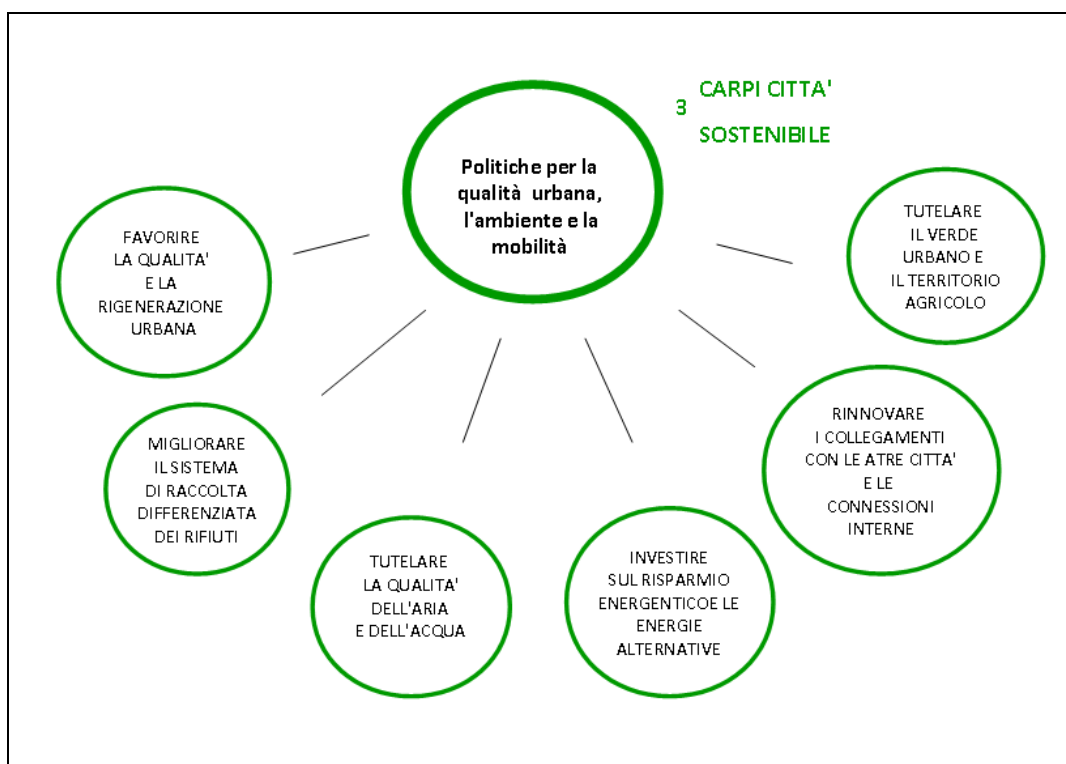 3 CARPI CITTA'
SOSTENIBILE
Politiche per la
qualità urbana,
l'ambiente e la
mobilità
FAVORIRE
LA QUALITA'
E LA
RIGENERAZIONE
URBANA
MIGLIORARE
IL SISTEMA
DI RACCOLTA
DIFFERENZIATA
DEI RIFIUTI
TUTELARE
LA QUALITA'
DELL'ARIA
E DELL'ACQUA
INVESTIRE
SUL RISPARMIO
ENERGENTICOE LE
ENERGIE
ALTERNATIVE
RINNOVARE
I COLLEGAMENTI
CON LE ATRE CITTA'
E LE
CONNESSIONI
INTERNE
TUTELARE
IL VERDE
URBANO E
IL TERRITORIO
AGRICOLO